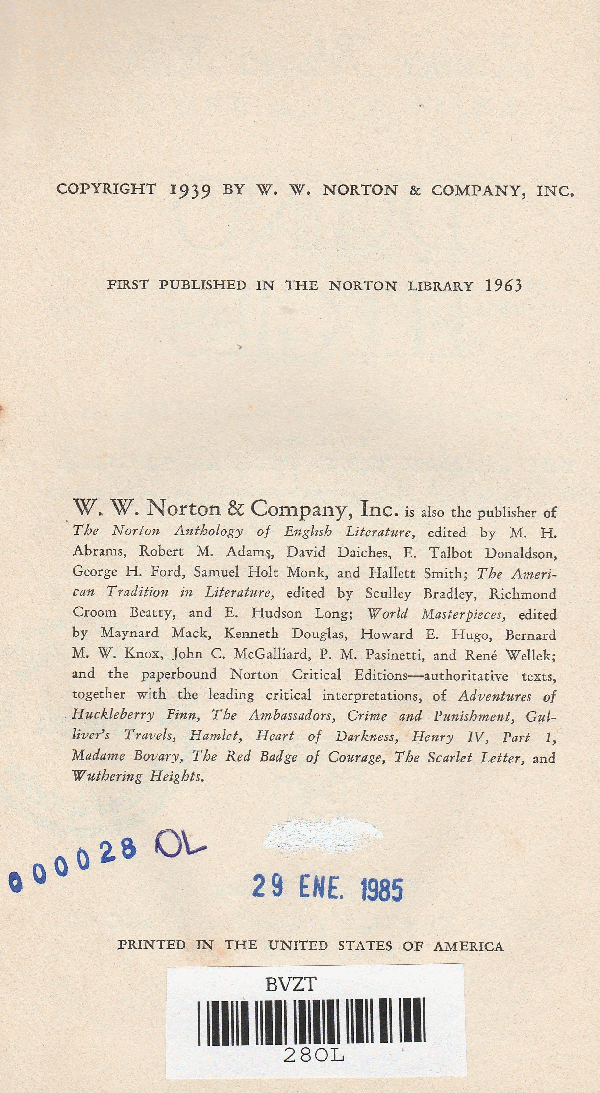 COPYRIGHT 1939 BY W. W. NORTON & COMPANY, INC.
FIRST PUBLISHED IN THE NORTON LIBRARY 1963
W. W. Norton & Company, Inc. is also the publisher of
The Norton Anthology of English Literature, edited by M. H.
Abrams, Robert M. Adams, David Daiches, E. Talbot Donaldson,
George H. Ford, Samuel Holt Monk, and Hallett Smith; The Ameri-
can Tradition in Literature, edited by Sculley Bradley, Richmond
Croom Beatty, and E. Hudson Long; World Masterpieces, edited
by Maynard Mack, Kenneth Douglas, Howard E. Hugo, Bernard
M. W. Knox, John C. McGalliard, P. M. Pasinetti, and René Wellek;
and the paperbound Norton Critical Editions—authoritative texts,
together with the leading critical interpretations, of Adventures of
Huckleberry Finn, The Ambassadors, Crime and Punishment, Gul-
liver's Travels, Hamlet, Heart of Darkness, Henry IV, Part 1,
Madame Bovary, The Red Badge of Courage, The Scarlet Letter, and
Wuthering Heights.
000028 OL
29 ENE. 1985
PRINTED IN THE UNITED STATES OF AMERICA
BVZT
28OL